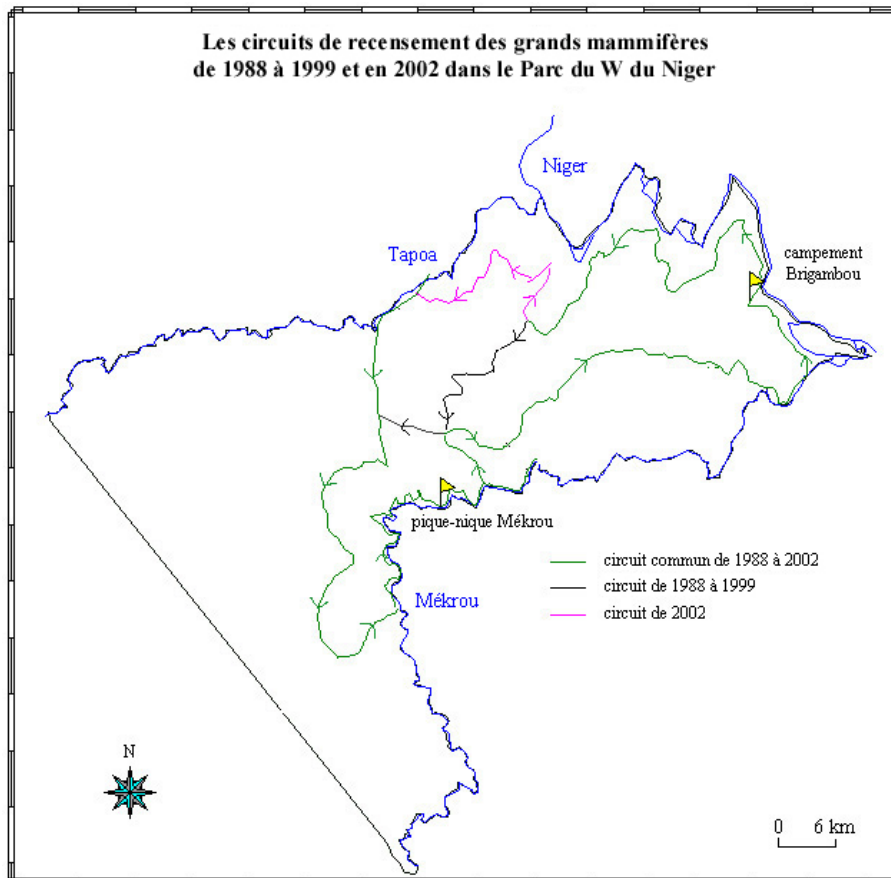 Les circuits de recensement des grands mammifères
de 1988 à 1999 et en 2002 dans le Parc du W du Niger
Niger
Tapoa
campement
Brigambou
pique-nique Mékrou
circuit commun de 1988 à 2002
circuit de 1988 à 1999
Mékrou
circuit de 2002
N
0 6 km